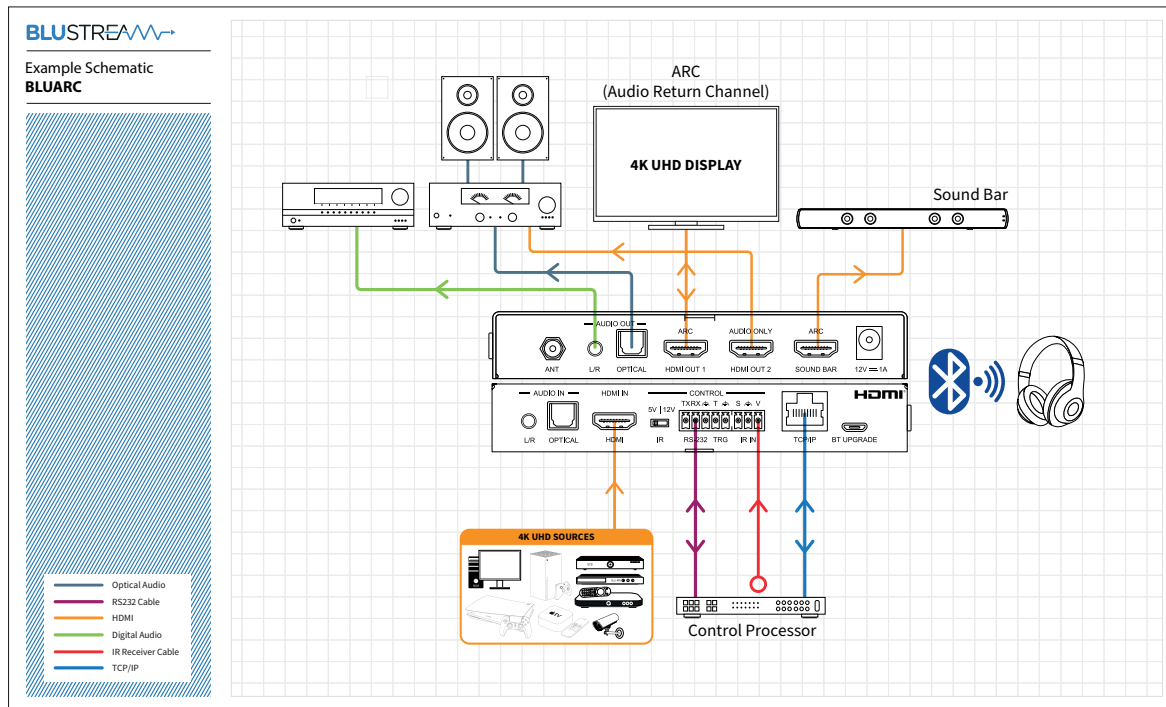 BLUSTREAM
Example Schematic
BLUARC
ARC
(Audio Return Channel)
4K UHD DISPLAY
Sound Bar
AUDIO OUT
ARC
AUDIO ONLY
ARC
ANT
L/R
OPTICAL
HDMI OUT 1
HDMI OUT 2
SOUND BAR
12V 1A
AUDIO IN
HDMI IN
CONTROL
HDMI
5V | 12V
TX RX T S V
L/R
OPTICAL
HDMI
IR
RS-232
TRG
IR IN
TCP/IP
BT UPGRADE
4K UHD SOURCES
tv
Control Processor
Optical Audio
RS232 Cable
HDMI
Digital Audio
IR Receiver Cable
TCP/IP